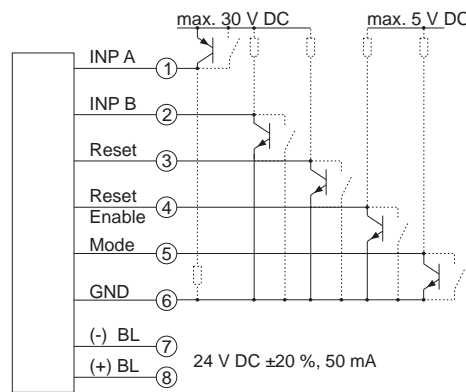 max. 30 V DC
max. 5 V DC
INP A
1
INP B
2
Reset
3
Reset
Enable
4
Mode
5
GND
6
(-) BL
7
24 V DC ±20 %, 50 mA
(+) BL
8